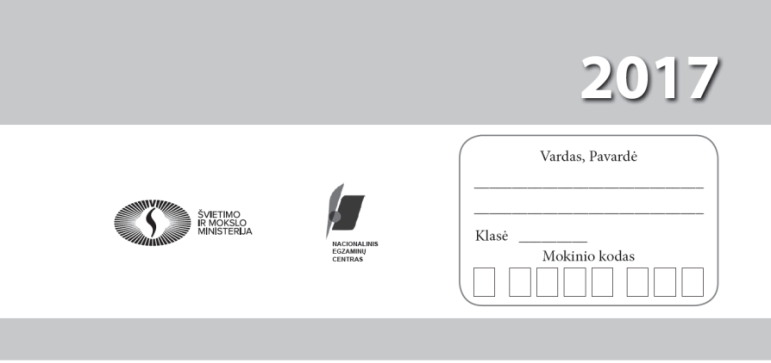 2017
Vardas, Pavardė
Klasė
Mokinio kodas
ŠVIETIMO
IR MOKSLO
MINISTERIJA
NACIONALINIS
EGZAMINŲ
CENTRAS